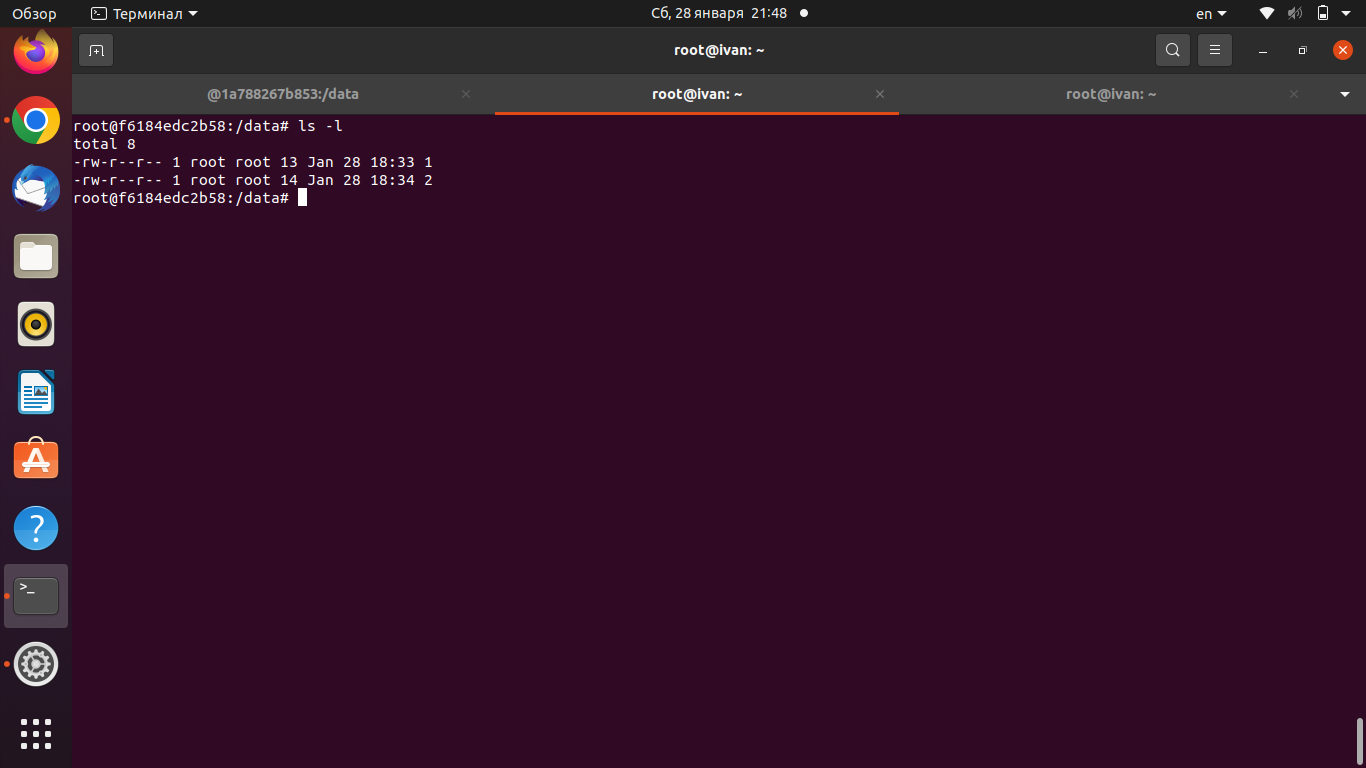 Обзор
Терминал
Сб, 28 января 21:48
en
root@ivan: ~
@1a788267b853:/data
root@ivan: ~
root@ivan: ~
root@f6184edc2b58:/data# ls -l
total 8
-rw-r--r-- 1 root root 13 Jan 28 18:33 1
-rw-r--r-- 1 root root 14 Jan 28 18:34 2
root@f6184edc2b58:/data#